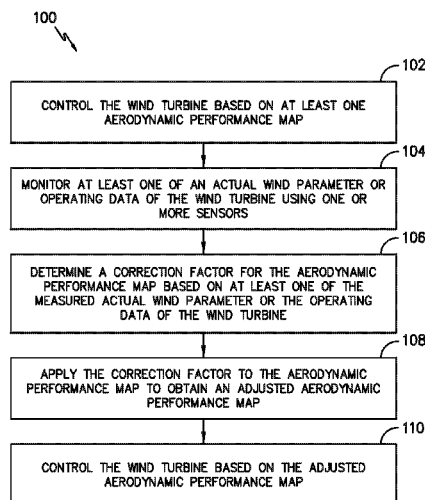 100
102
CONTROL THE WIND TURBINE BASED ON AT LEAST ONE
AERODYNAMIC PERFORMANCE MAP
104
MONITOR AT LEAST ONE OF AN ACTUAL WIND PARAMETER OR
OPERATING DATA OF THE WIND TURBINE USING ONE OR
MORE SENSORS
106
DETERMINE A CORRECTION FACTOR FOR THE AERODYNAMIC
PERFORMANCE MAP BASED ON AT LEAST ONE OF THE
MEASURED ACTUAL WIND PARAMETER OR THE OPERATING
DATA OF THE WIND TURBINE
108
APPLY THE CORRECTION FACTOR TO THE AERODYNAMIC
PERFORMANCE MAP TO OBTAIN AN ADJUSTED AERODYNAMIC
PERFORMANCE MAP
110
CONTROL THE WIND TURBINE BASED ON THE ADJUSTED
AERODYNAMIC PERFORMANCE MAP